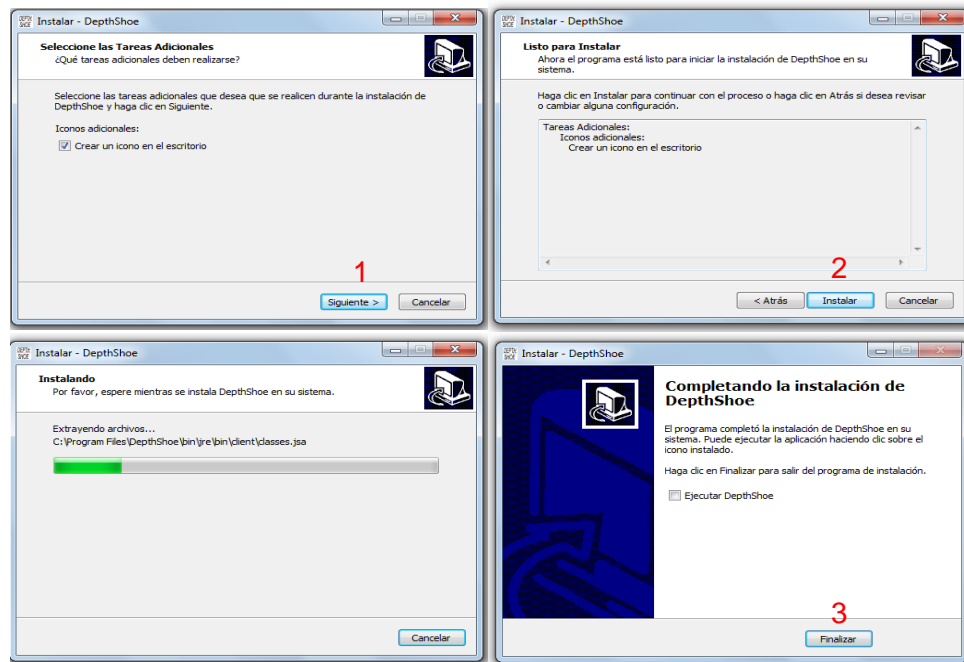 DEPTH
SHOE
Instalar - DepthShoe
Seleccione las Tareas Adicionales
¿Qué tareas adicionales deben realizarse?
Seleccione las tareas adicionales que desea que se realicen durante la instalación de
DepthShoe y haga clic en Siguiente.
Iconos adicionales:
Crear un icono en el escritorio
1
Siguiente >
Cancelar
DEPTH
SHOE
Instalar - DepthShoe
Listo para Instalar
Ahora el programa está listo para iniciar la instalación de DepthShoe en su
sistema.
Haga clic en Instalar para continuar con el proceso o haga clic en Atrás si desea revisar
o cambiar alguna configuración.
Tareas Adicionales:
Iconos adicionales:
Crear un icono en el escritorio
2
< Atrás
Instalar
Cancelar
DEPTH
SHOE
Instalar - DepthShoe
Instalando
Por favor, espere mientras se instala DepthShoe en su sistema.
Extrayendo archivos...
C:\Program Files\DepthShoe\bin\jre\bin\client\classes.jsa
Cancelar
DEPTH
SHOE
Instalar - DepthShoe
Completando la instalación de
DepthShoe
El programa completó la instalación de DepthShoe en su
sistema. Puede ejecutar la aplicación haciendo clic sobre el
icono instalado.
Haga clic en Finalizar para salir del programa de instalación.
Ejecutar DepthShoe
3
Finalizar